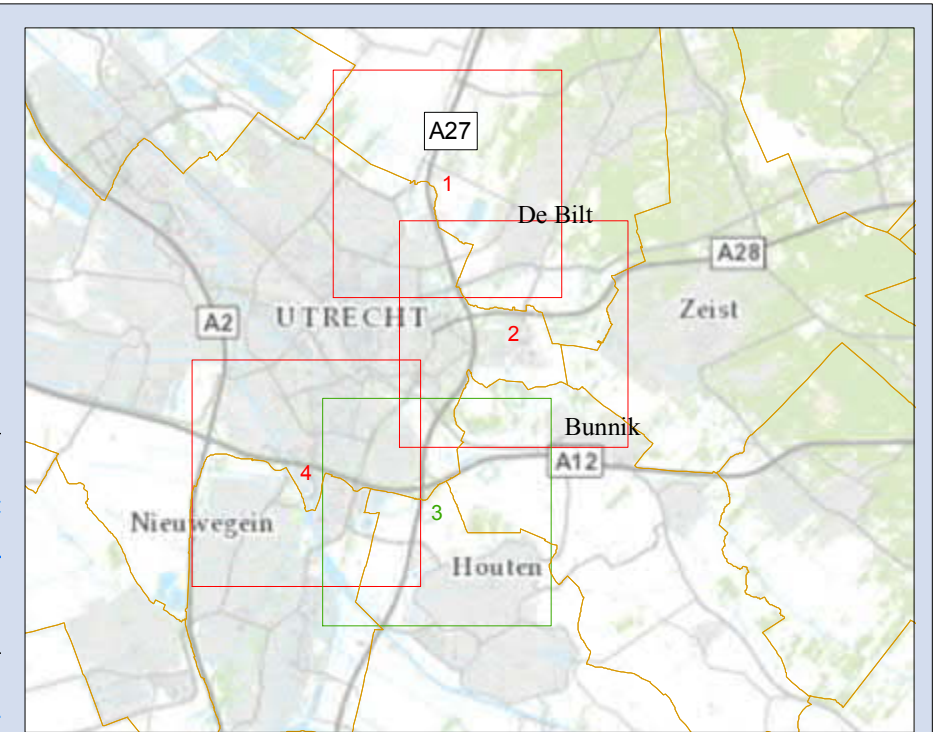 A27
1
De Bilt
A28
UTRECHT
A2
Zeist
2
Bunnik
A12
4
3
Nieuwegein
Houten